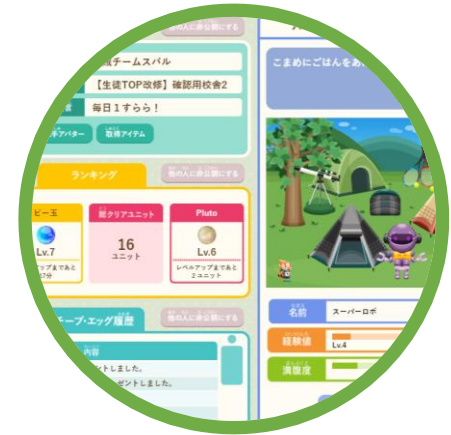 他の人に非公開にする
チームスバル
【生徒TOP改修】確認用校舎2
毎日1すらら!
アバター
取得アイテム
ランキング
他の人に非公開にする
ビー玉
Lv.7
総クリアユニット
16
ユニット
Pluto
Lv.6
レベルアップまであと
2ユニット
チーブ・エッグ履歴
他の人に非公開にする
内容
ントしました。
ゼントしました。
こまめにごはんをあ
名前
スーパーロボ
経験値
Lv.4
満腹度